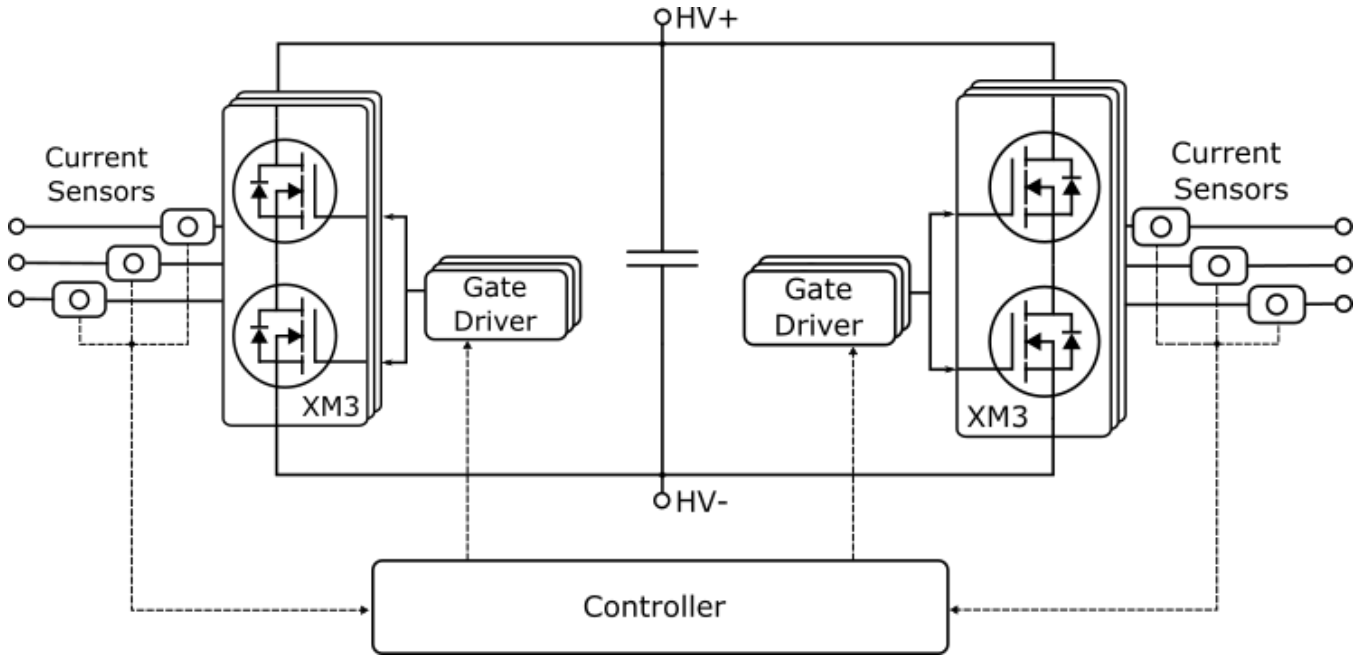 HV+
Current
Sensors
Current
Sensors
Gate
Driver
Gate
Driver
XM3
XM3
HV-
Controller